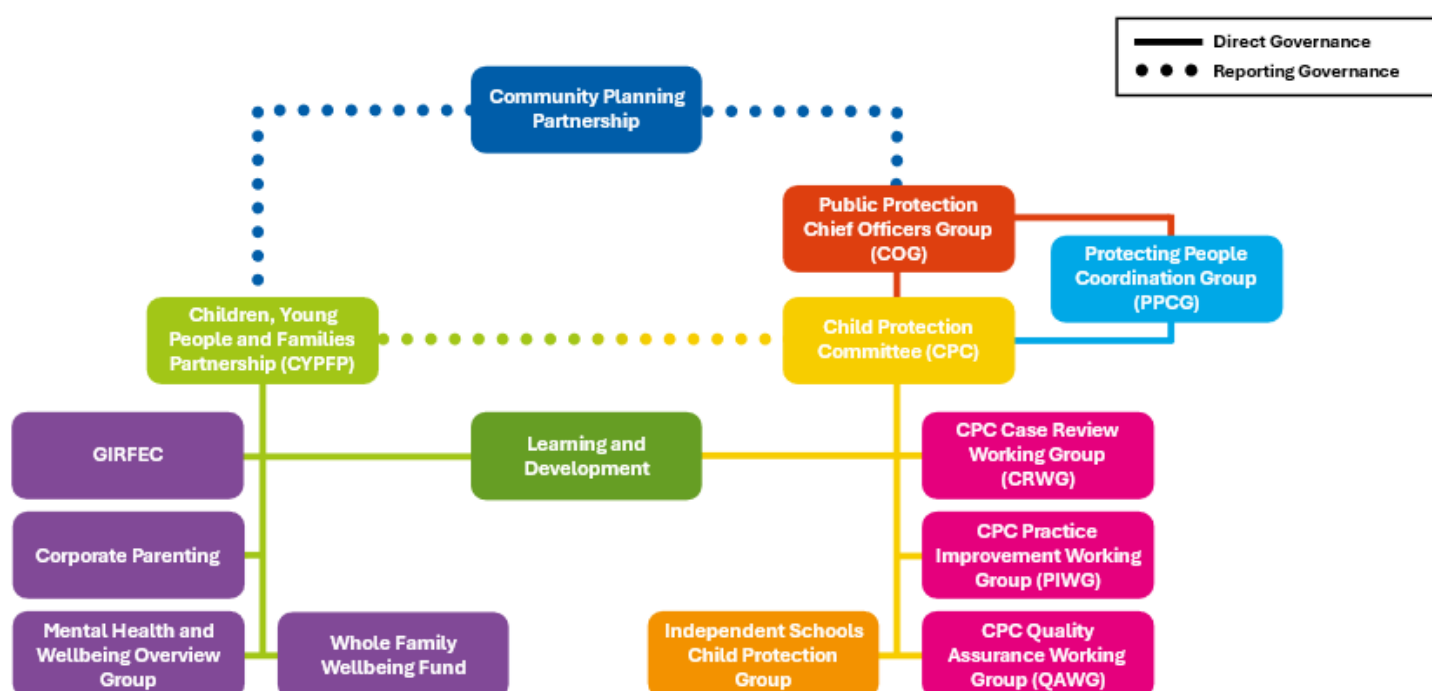 Direct Governance
Reporting Governance
Community Planning
Partnership
Public Protection
Chief Officers Group
(COG)
Protecting People
Coordination Group
(PPCG)
Children, Young
People and Families
Partnership (CYPFP)
Child Protection
Committee (CPC)
GIRFEC
Learning and
Development
CPC Case Review
Working Group
(CRWG)
Corporate Parenting
CPC Practice
Improvement Working
Group (PIWG)
Mental Health and
Wellbeing Overview
Group
Whole Family
Wellbeing Fund
Independent Schools
Child Protection
Group
CPC Quality
Assurance Working
Group (QAWG)